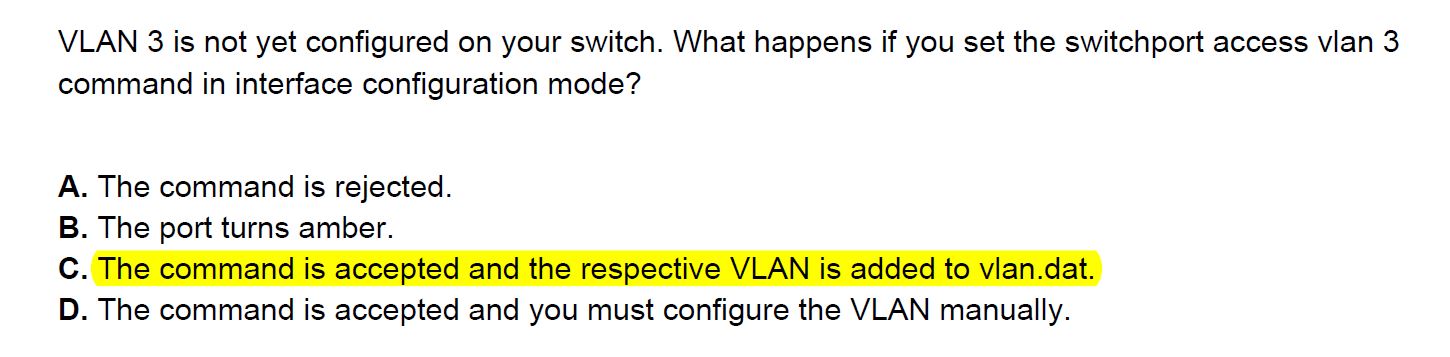 VLAN 3 is not yet configured on your switch. What happens if you set the switchport access vlan 3
command in interface configuration mode?
A. The command is rejected.
B. The port turns amber.
C. The command is accepted and the respective VLAN is added to vlan.dat.
D. The command is accepted and you must configure the VLAN manually.